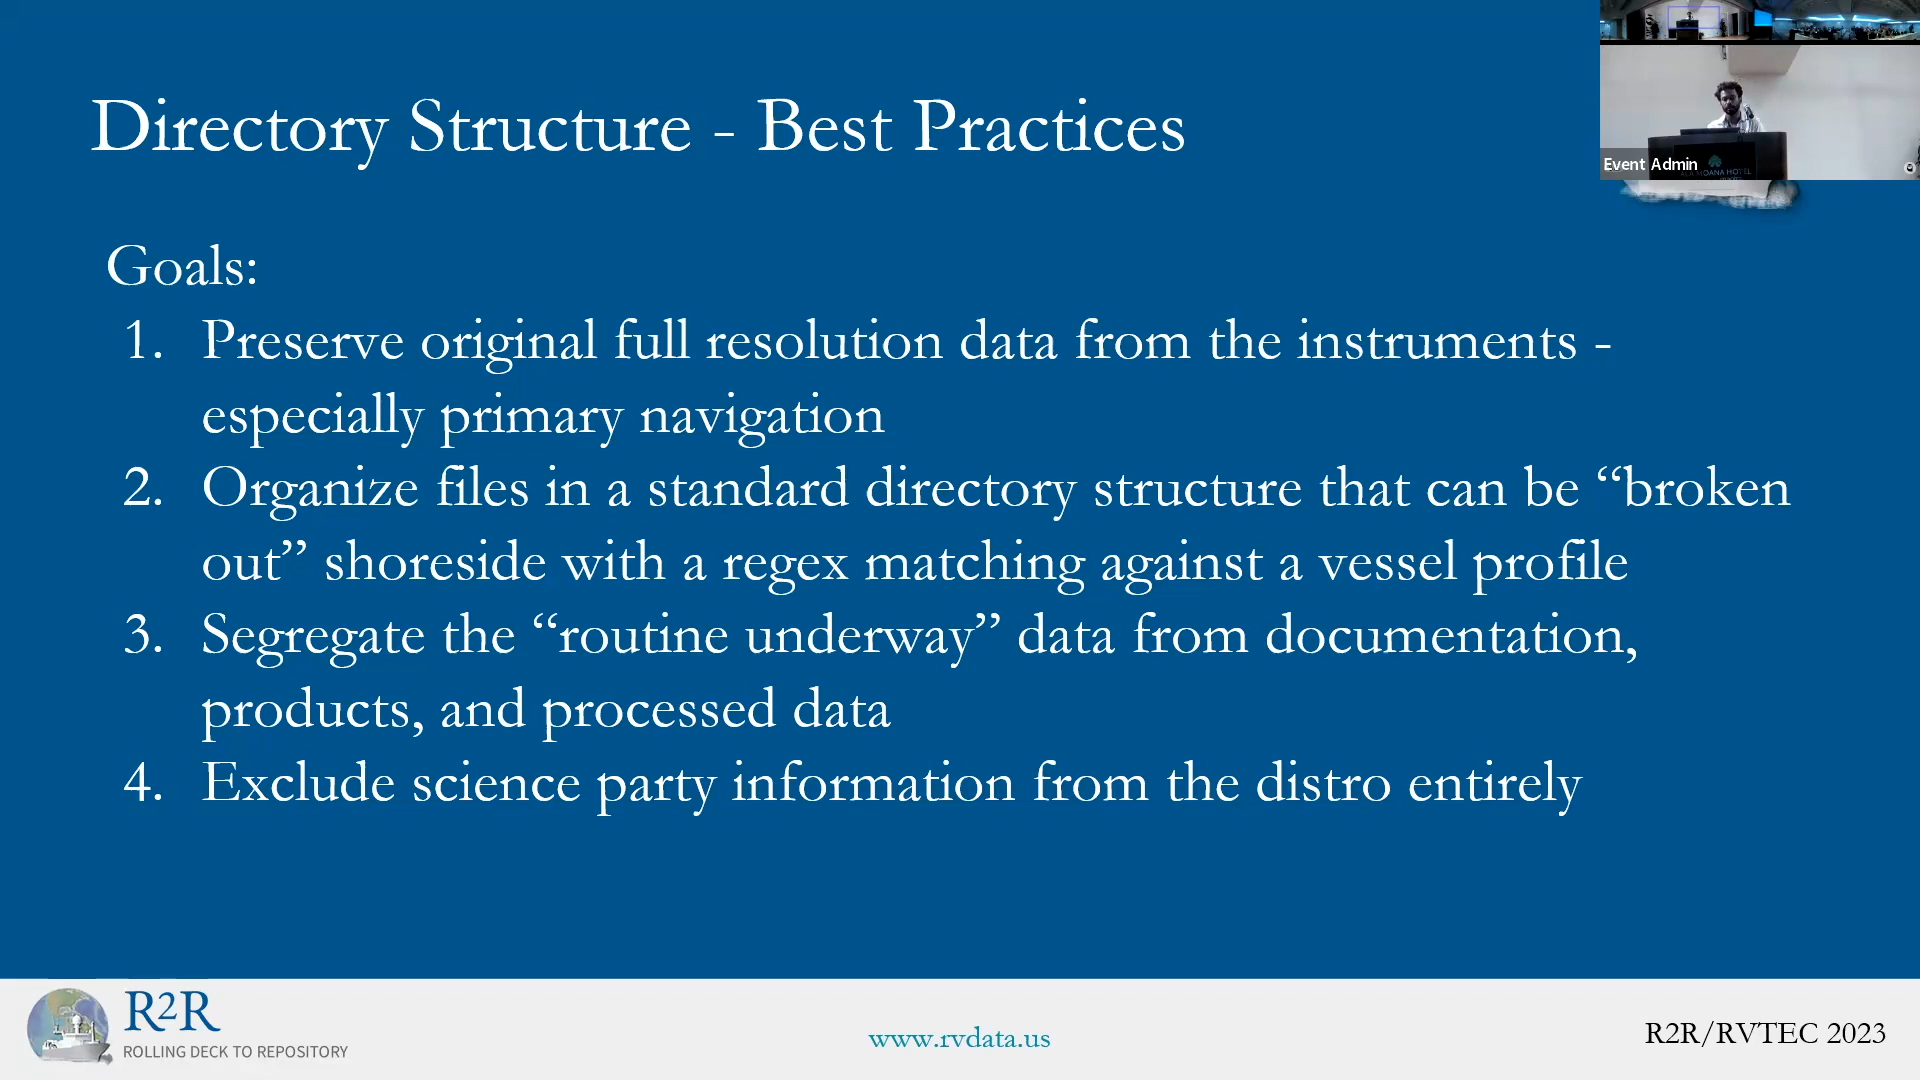 Directory Structure - Best Practices
Event Admin
Goals:
1. Preserve original full resolution data from the instruments -
especially primary navigation
2. Organize files in a standard directory structure that can be “broken
out” shoreside with a regex matching against a vessel profile
3. Segregate the “routine underway” data from documentation,
products, and processed data
4. Exclude science party information from the distro entirely
R2R
ROLLING DECK TO REPOSITORY
www.rvdata.us
R2R/RVTEC 2023